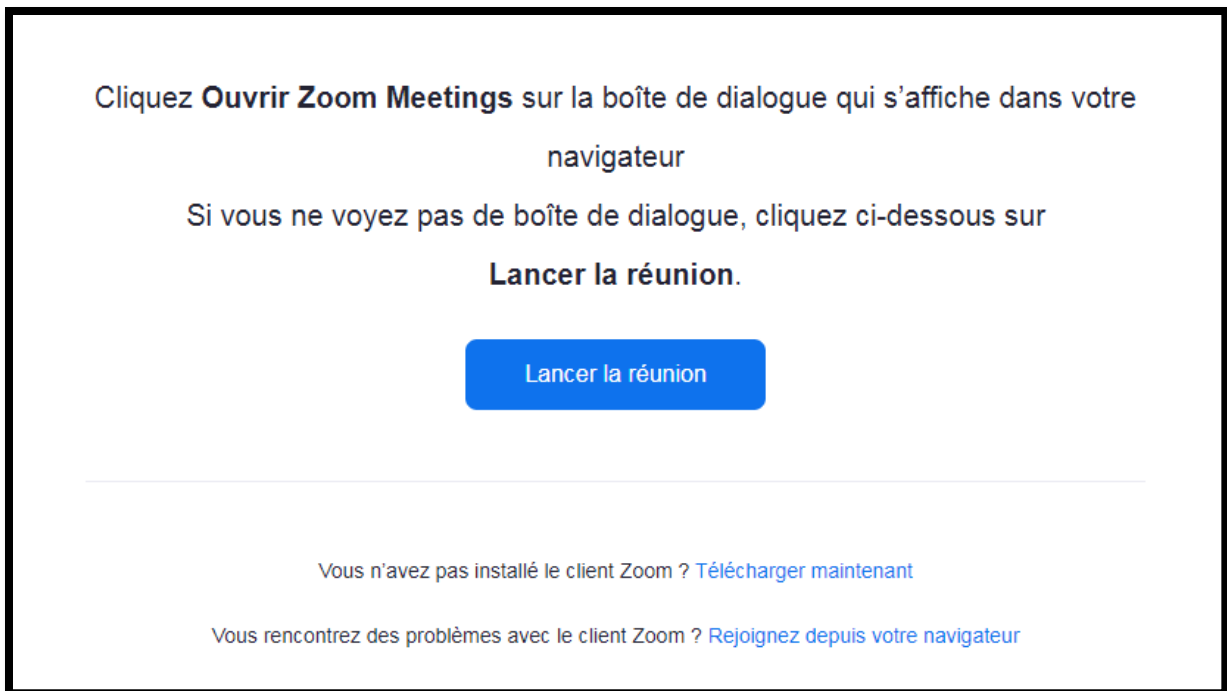 Cliquez Ouvrir Zoom Meetings sur la boîte de dialogue qui s’affiche dans votre
navigateur
Si vous ne voyez pas de boîte de dialogue, cliquez ci-dessous sur
Lancer la réunion.
Lancer la réunion
Vous n’avez pas installé le client Zoom ? Télécharger maintenant
Vous rencontrez des problèmes avec le client Zoom ? Rejoignez depuis votre navigateur